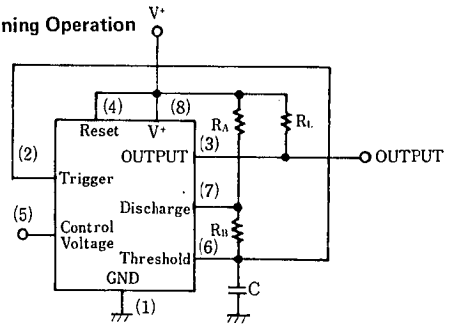 ning Operation
V+
(4)
(8)
Reset
V+
RA
RL
(3)
OUTPUT
OUTPUT
(2)
Trigger
(7)
Discharge
(5)
Control
Voltage
RB
(6)
Threshold
GND
C
(1)